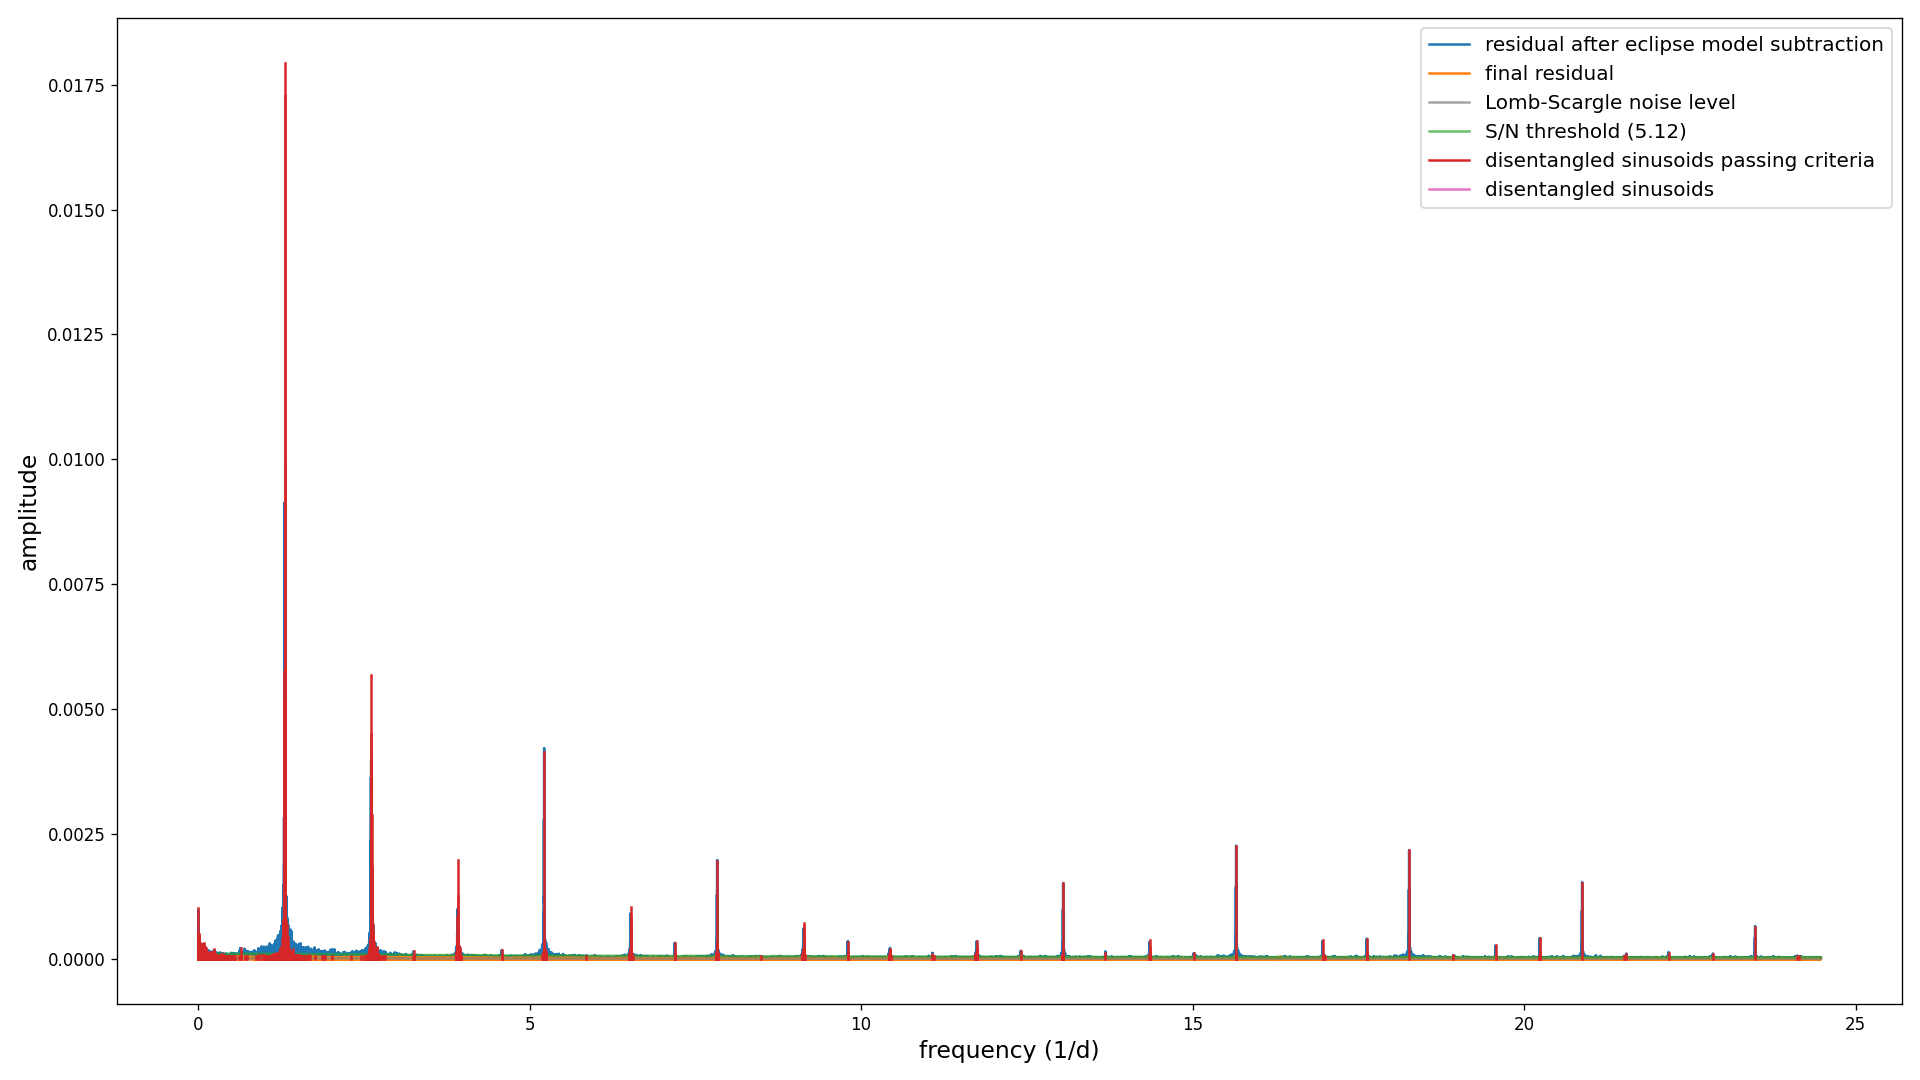 residual after eclipse model subtraction
final residual
Lomb-Scargle noise level
S/N threshold (5.12)
disentangled sinusoids passing criteria
disentangled sinusoids
0.0175
0.0150
0.0125
0.0100
0.0075
0.0050
0.0025
0.0000
amplitude
0 5 10 15 20 25
frequency (1/d)